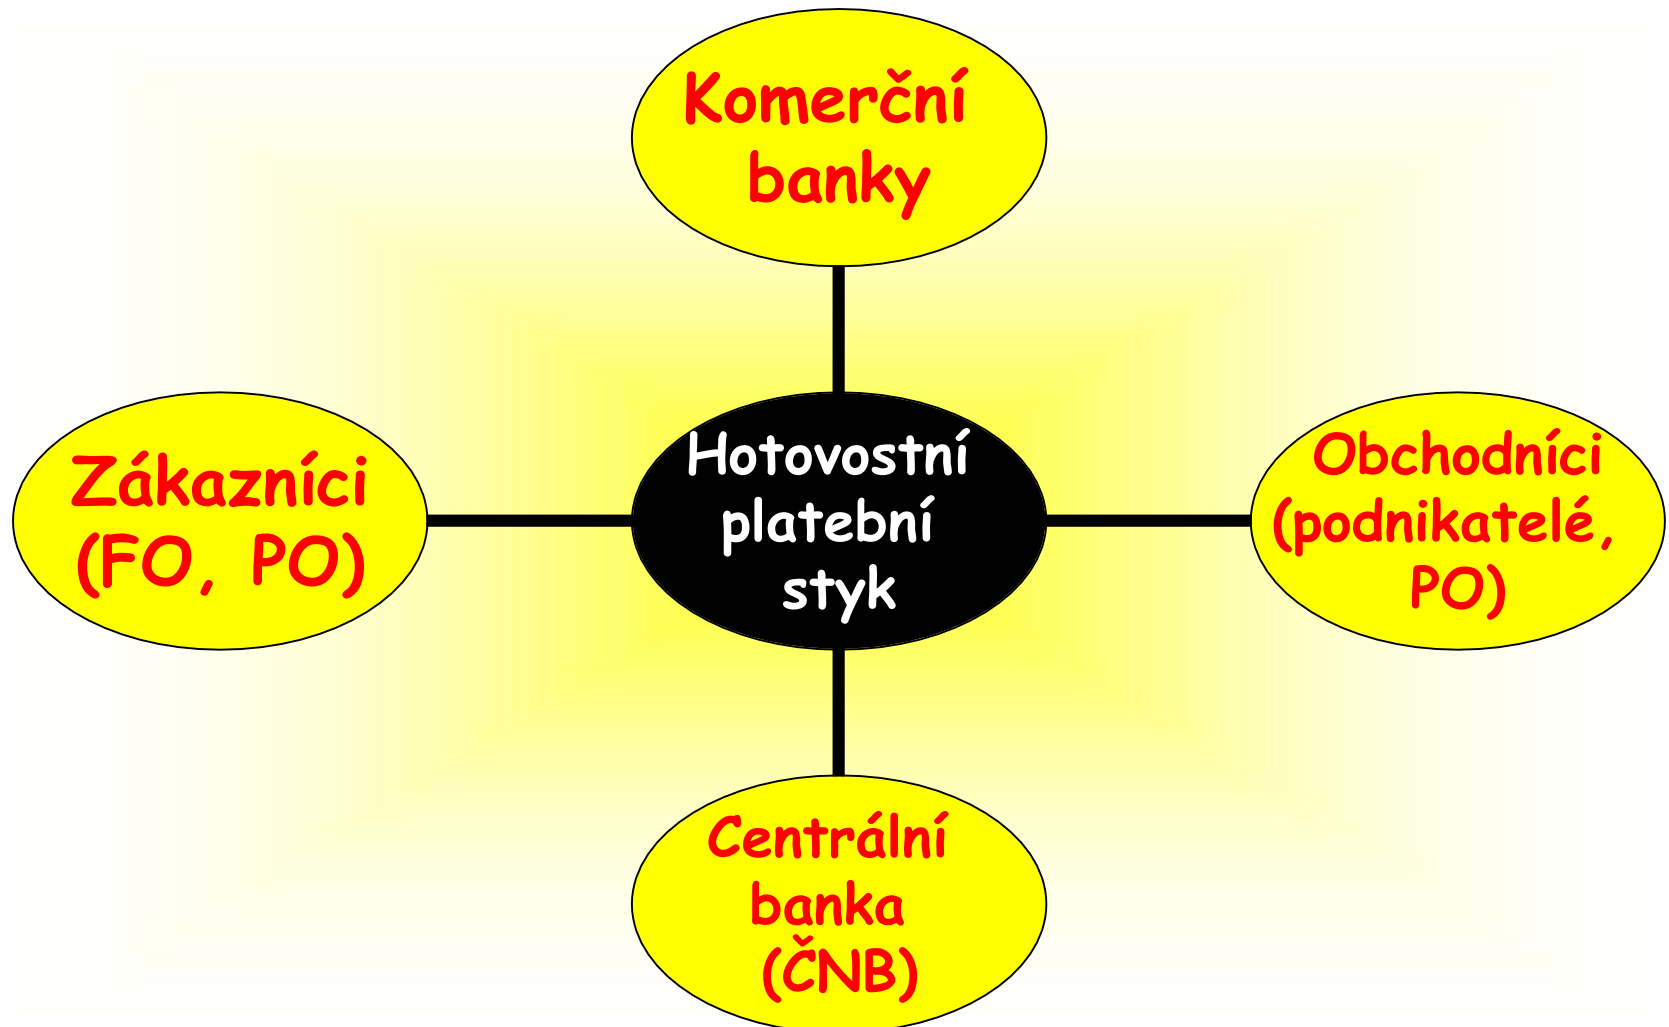 Komerční
banky
Zákazníci
(FO, PO)
Hotovostní
platební
styk
Obchodníci
(podnikatelé,
PO)
Centrální
banka
(ČNB)